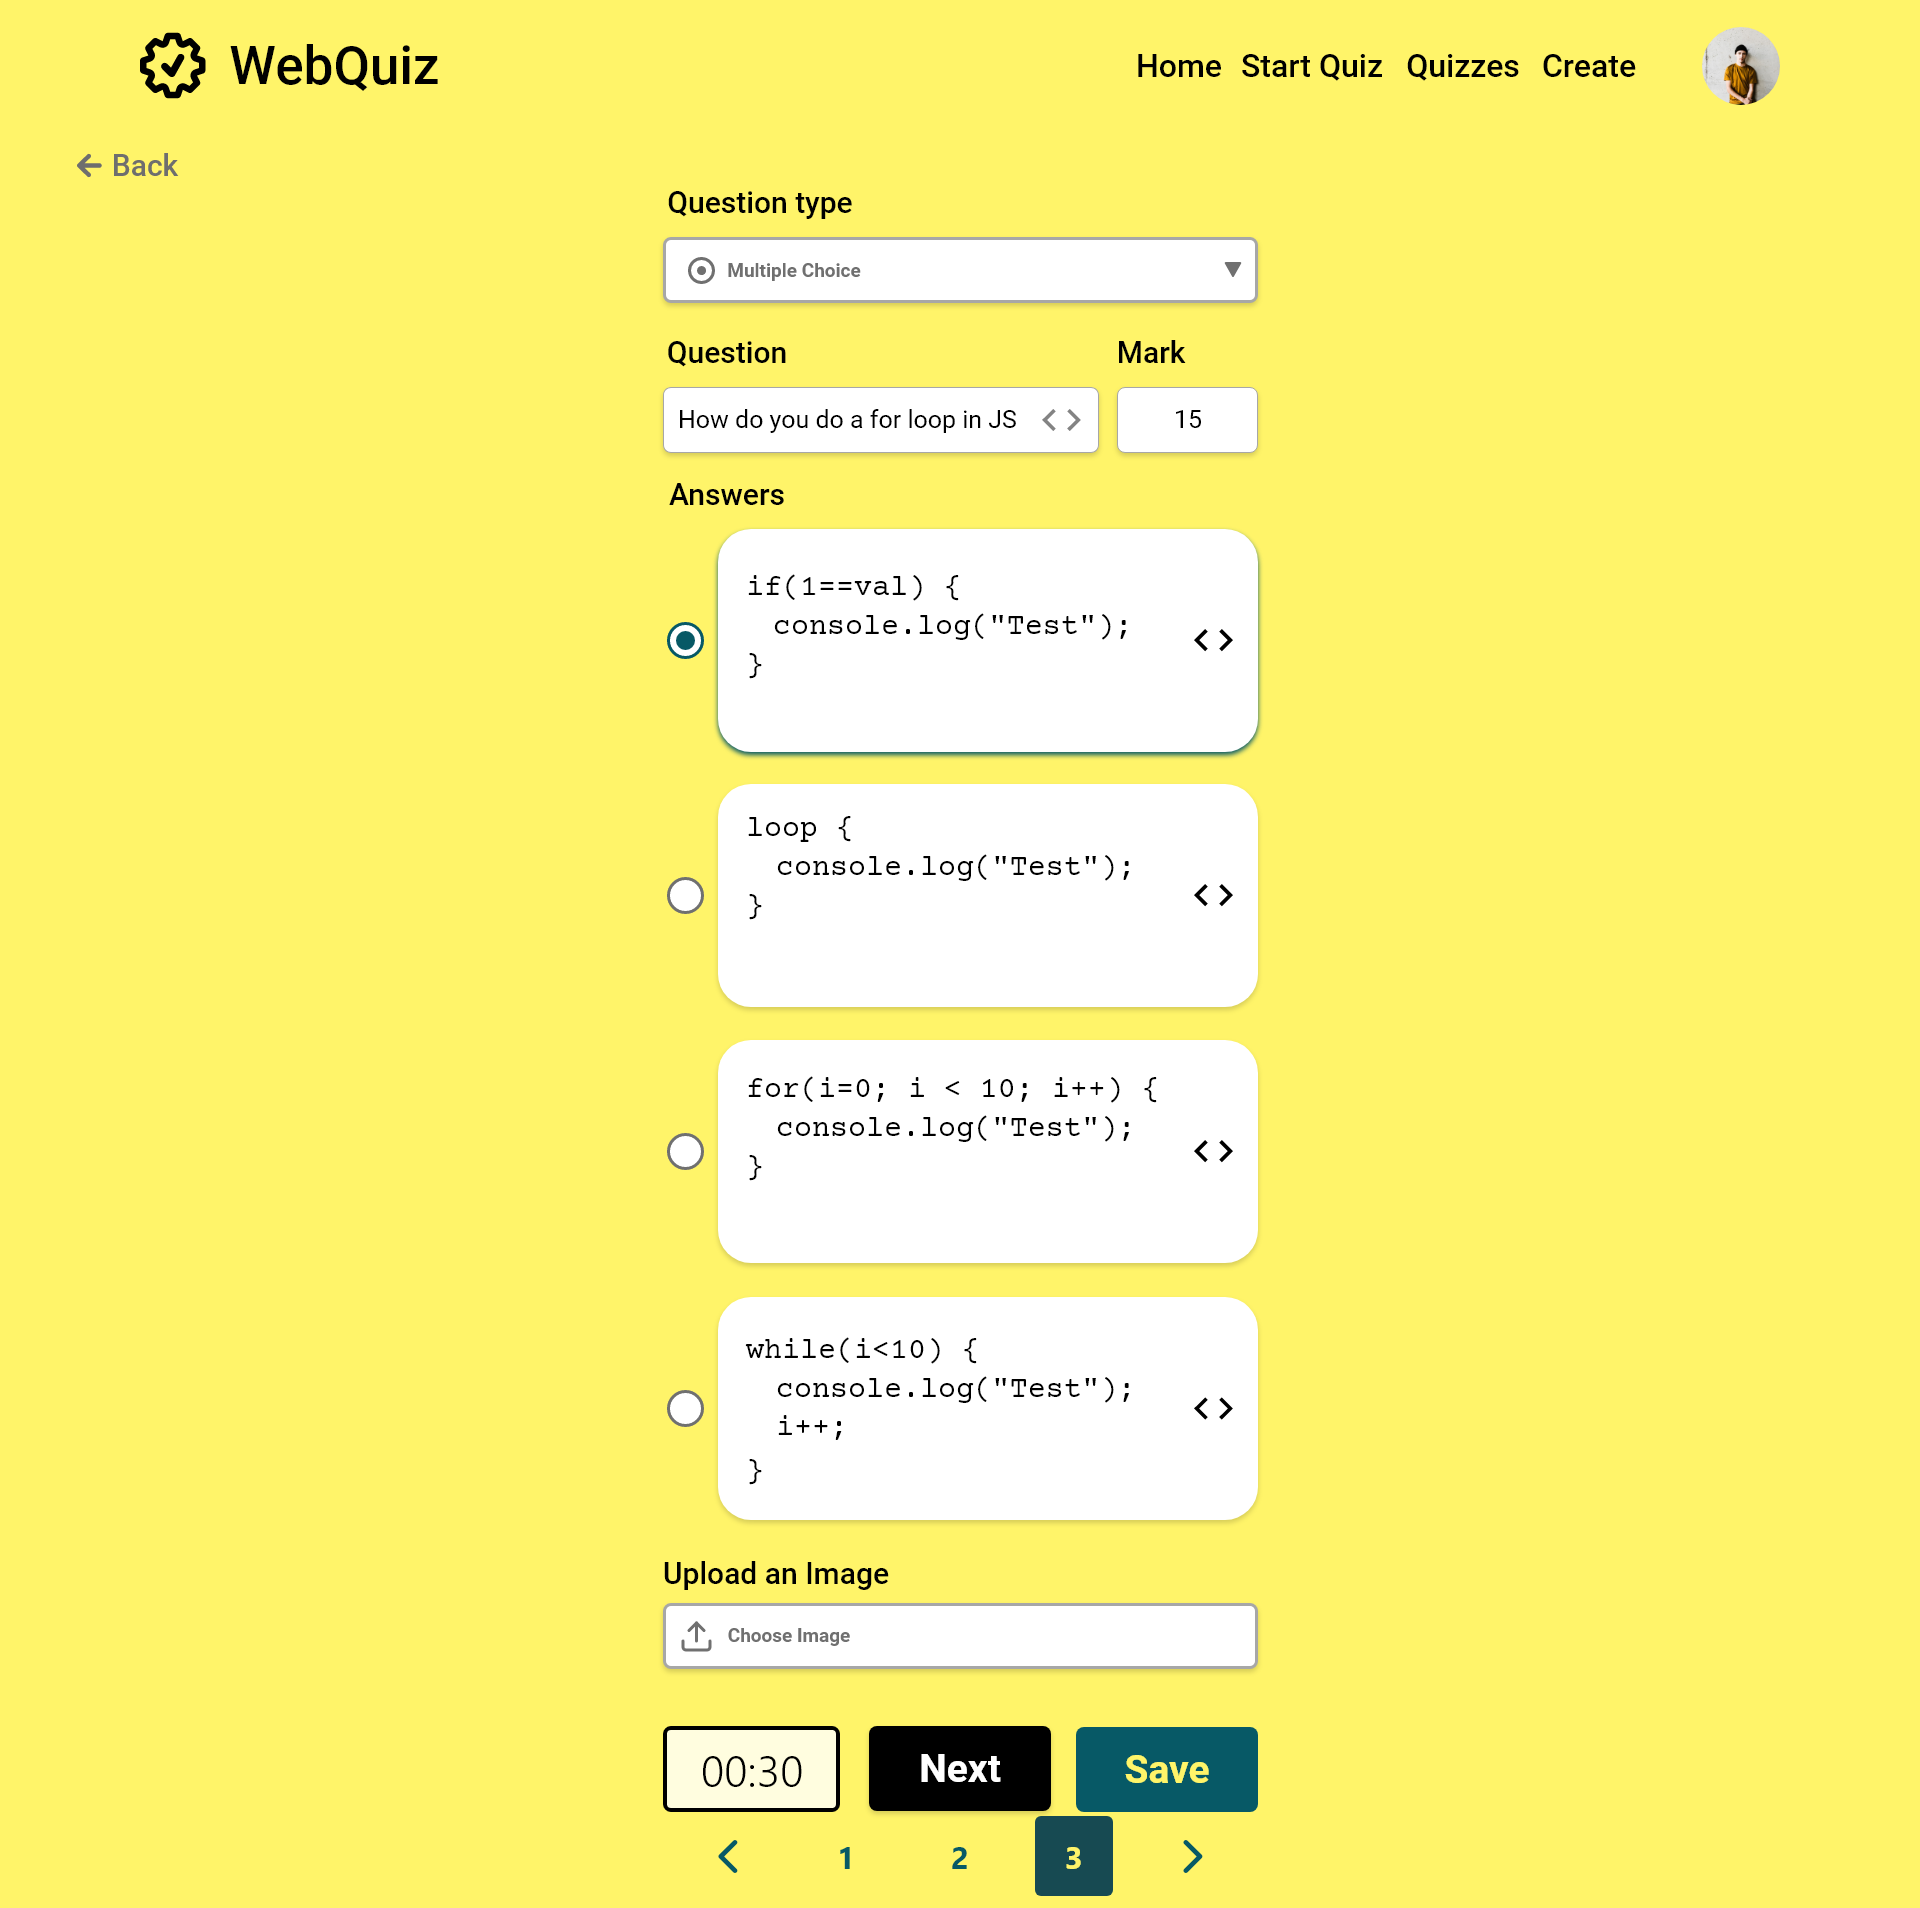 WebQuiz
Home Start Quiz Quizzes Create
Back
Question type
Multiple Choice
Question Mark
How do you do a for loop in JS < > 15
Answers
if(1==val) {
console.log("Test");
}
< >
loop {
console.log("Test");
}
< >
for(i=0; i < 10; i++) {
console.log("Test");
}
< >
while(i<10) {
console.log("Test");
i++;
}
< >
Upload an Image
Choose Image
00:30 Next Save
< 1 2 3 >